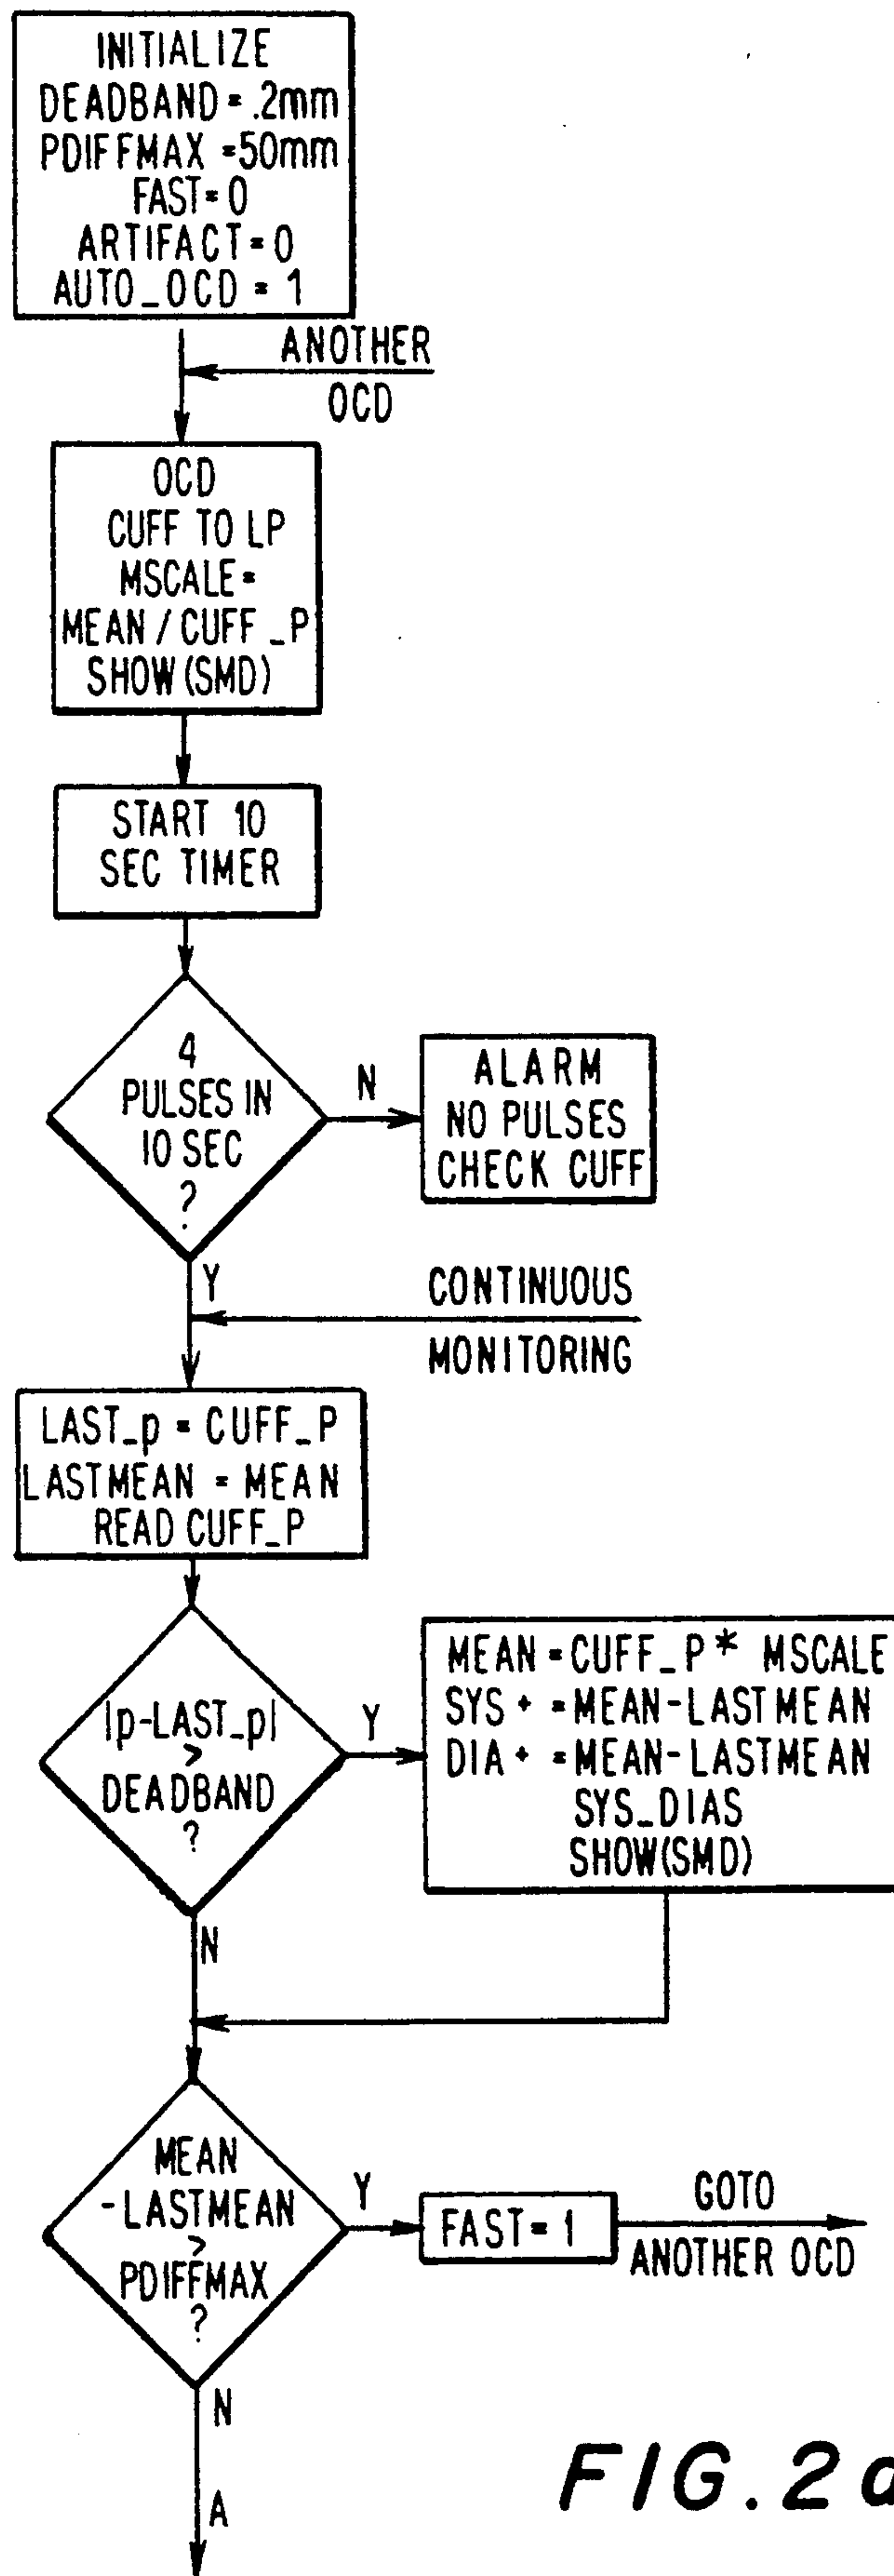 INITIALIZE
DEADBAND = .2mm
PDIFFMAX = 50mm
FAST = 0
ARTIFACT = 0
AUTO_OCD = 1
ANOTHER
OCD
OCD
CUFF TO LP
MSCALE =
MEAN / CUFF_P
SHOW(SMD)
START 10
SEC TIMER
4
PULSES IN
10 SEC
?
N
ALARM
NO PULSES
CHECK CUFF
Y
CONTINUOUS
MONITORING
LAST_p = CUFF_P
LASTMEAN = MEAN
READ CUFF_P
|p-LAST_p|
>
DEADBAND
?
Y
MEAN = CUFF_P * MSCALE
SYS + = MEAN-LASTMEAN
DIA + = MEAN-LASTMEAN
SYS_DIAS
SHOW(SMD)
N
MEAN
-LASTMEAN
>
PDIFFMAX
?
Y
FAST = 1
GOTO
ANOTHER OCD
N
A
FIG. 2a